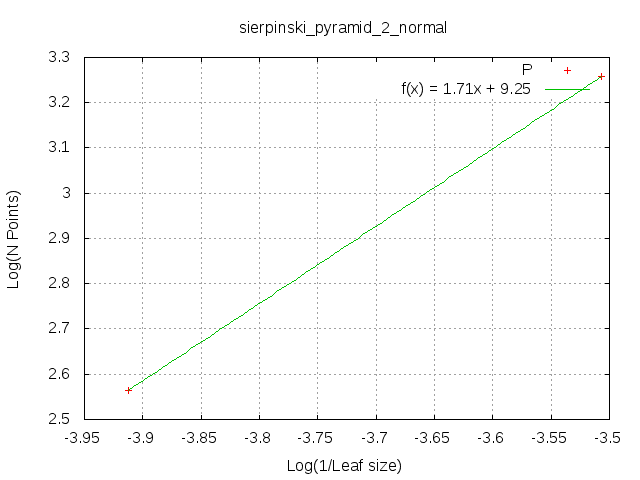 sierpinski_pyramid_2_normal
P
f(x) = 1.71x + 9.25
3.3
3.2
3.1
3
2.9
2.8
2.7
2.6
2.5
Log(N Points)
-3.95 -3.9 -3.85 -3.8 -3.75 -3.7 -3.65 -3.6 -3.55 -3.5
Log(1/Leaf size)